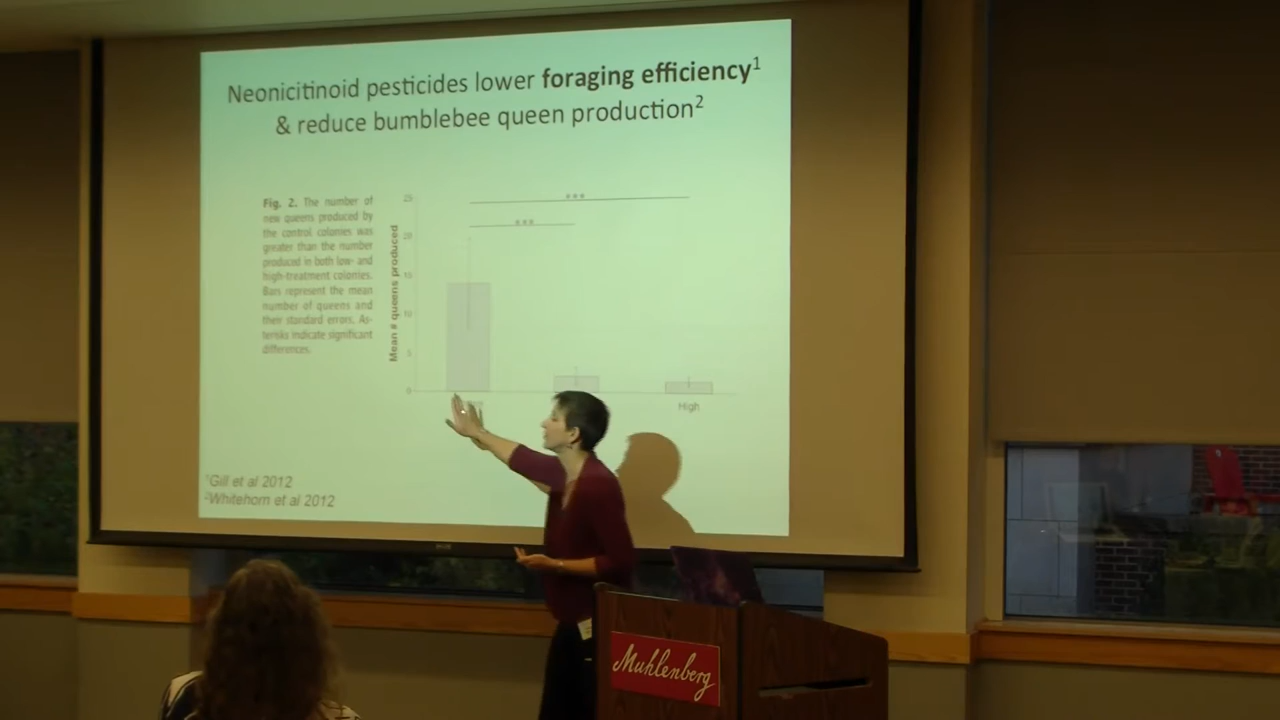 Neonicitinoid pesticides lower foraging efficiency¹
& reduce bumblebee queen production²
Fig. 2. The number of
new queens produced by
the control colonies was
greater than the number
produced in both low- and
high-treatment colonies.
Bars represent the mean
number of queens and
their standard errors. As-
terisks indicate significant
differences.
Mean # queens produced
25
20
15
10
5
0
***
***
High
¹Gill et al 2012
²Whitehorn et al 2012
Muhlenberg